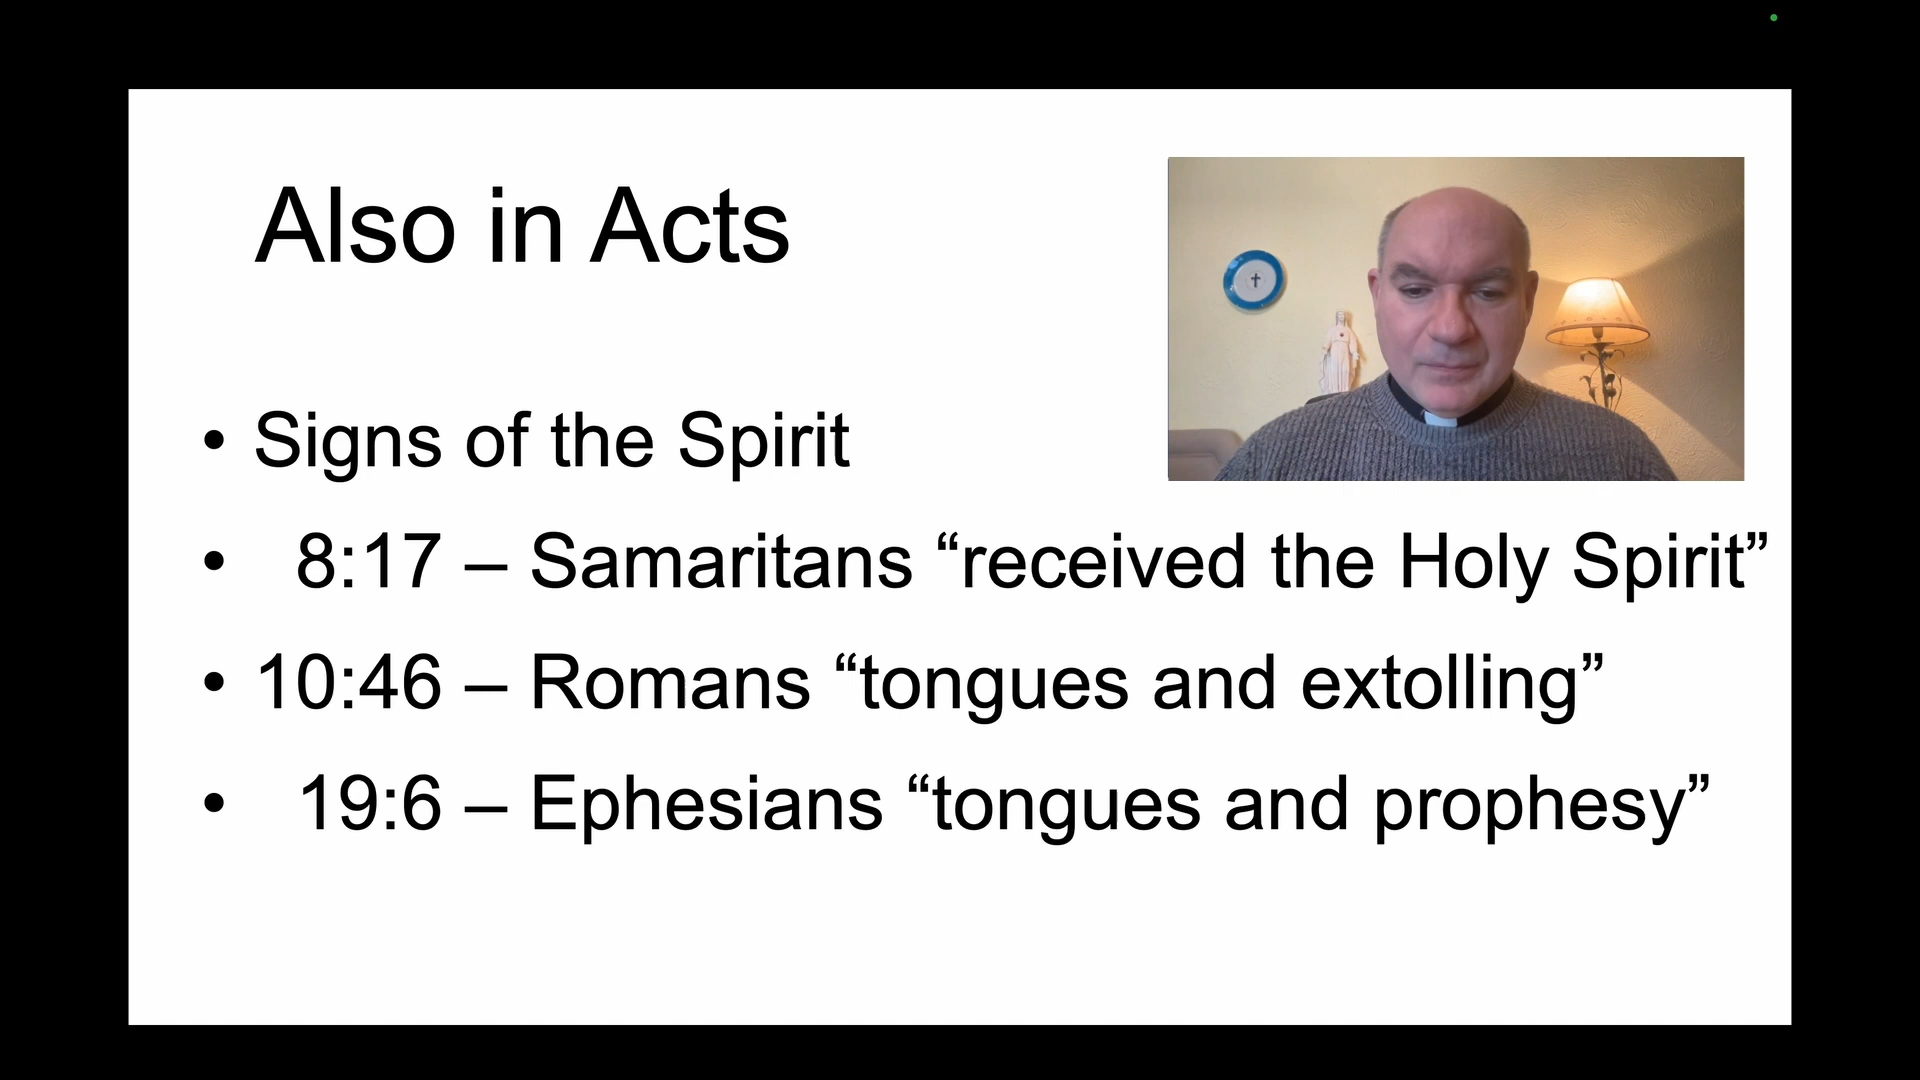 Also in Acts
• Signs of the Spirit
• 8:17 – Samaritans “received the Holy Spirit”
• 10:46 – Romans “tongues and extolling”
• 19:6 – Ephesians “tongues and prophesy”